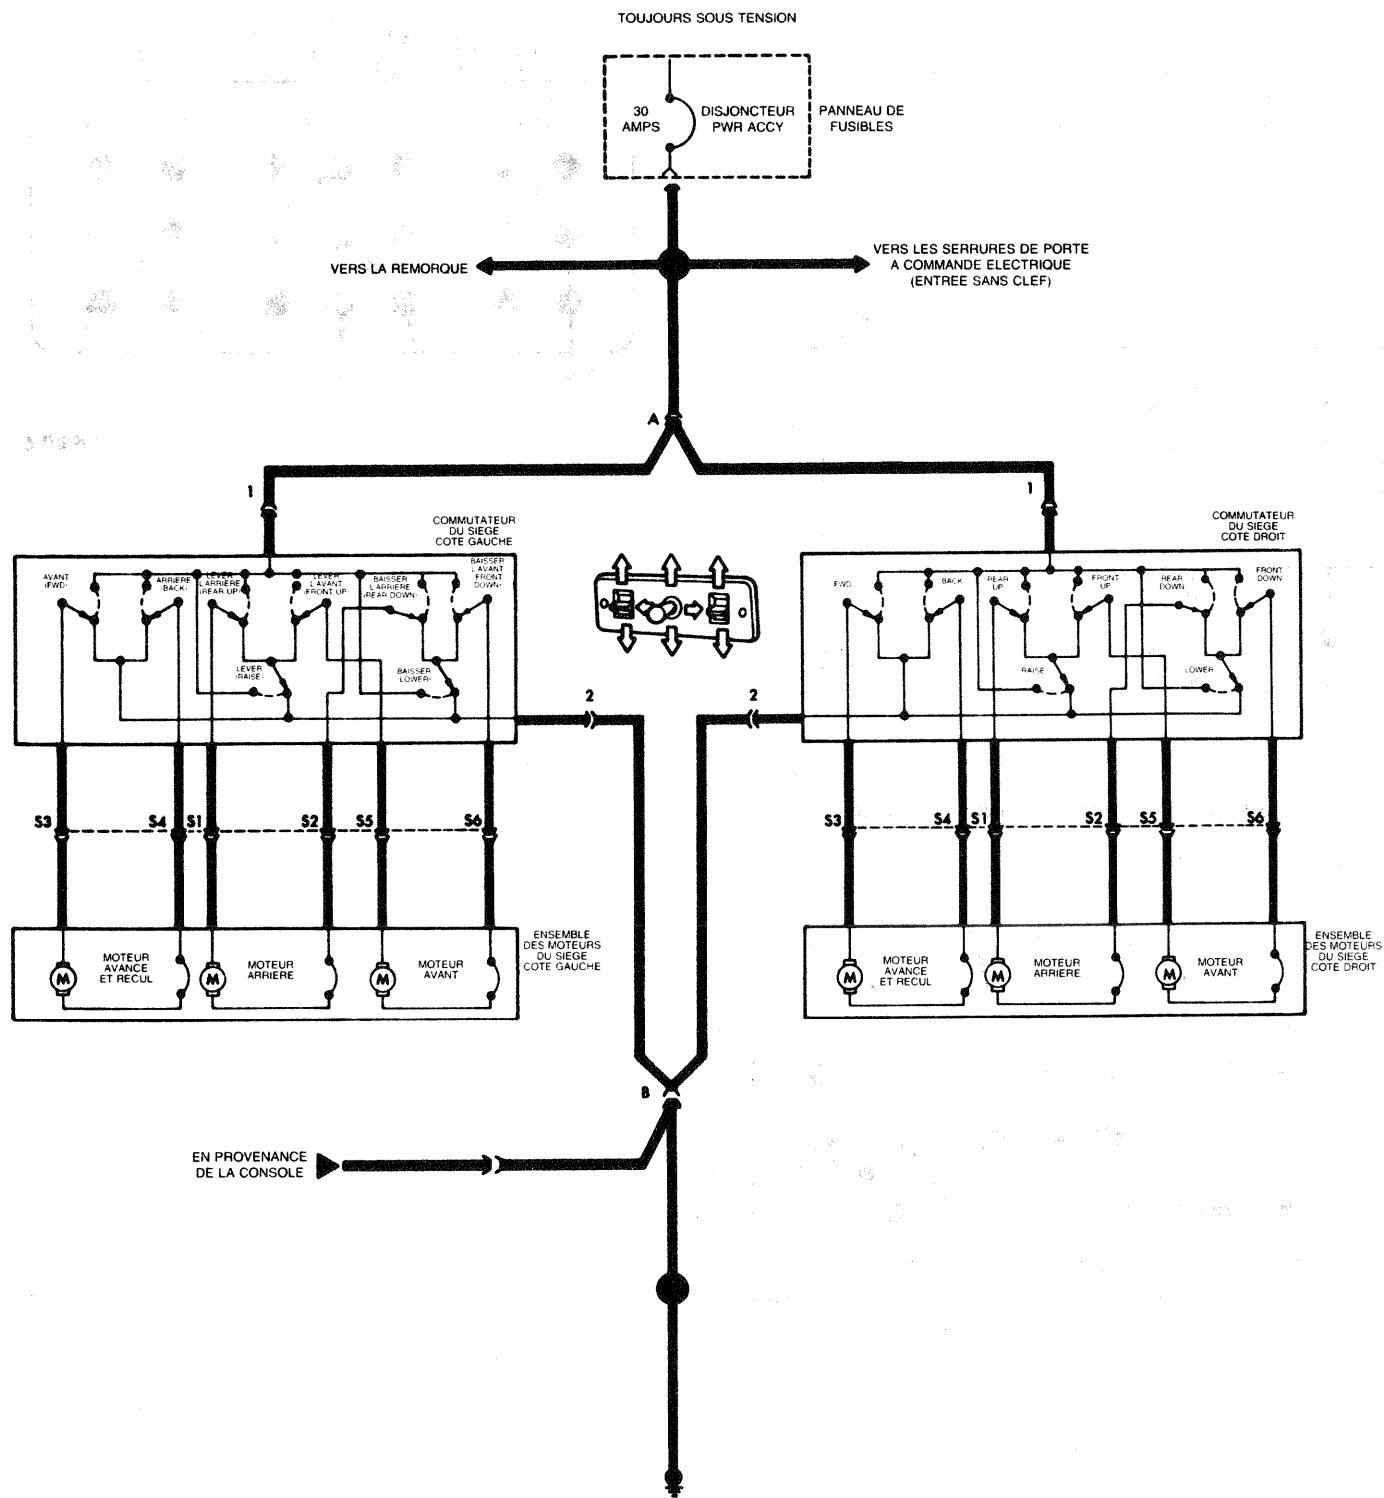 TOUJOURS SOUS TENSION
30
AMPS
DISJONCTEUR
PWR ACCY
PANNEAU DE
FUSIBLES
VERS LA REMORQUE
VERS LES SERRURES DE PORTE
A COMMANDE ELECTRIQUE
(ENTREE SANS CLEF)
A
1
1
COMMUTATEUR
DU SIEGE
COTE GAUCHE
COMMUTATEUR
DU SIEGE
COTE DROIT
AVANT
(FWD)
ARRIERE
(BACK)
LEVER
L'ARRIERE
(REAR UP)
LEVER
L'AVANT
(FRONT UP)
BAISSER
L'ARRIERE
(REAR DOWN)
BAISSER
L'AVANT
(FRONT
DOWN)
LEVER
(RAISE)
BAISSER
(LOWER)
FWD
BACK
REAR
UP
FRONT
UP
REAR
DOWN
FRONT
DOWN
RAISE
LOWER
2
2
S3
S4
S1
S2
S5
S6
S3
S4
S1
S2
S5
S6
M
MOTEUR
AVANCE
ET RECUL
M
MOTEUR
ARRIERE
M
MOTEUR
AVANT
ENSEMBLE
DES MOTEURS
DU SIEGE
COTE GAUCHE
M
MOTEUR
AVANCE
ET RECUL
M
MOTEUR
ARRIERE
M
MOTEUR
AVANT
ENSEMBLE
DES MOTEURS
DU SIEGE
COTE DROIT
B
EN PROVENANCE
DE LA CONSOLE